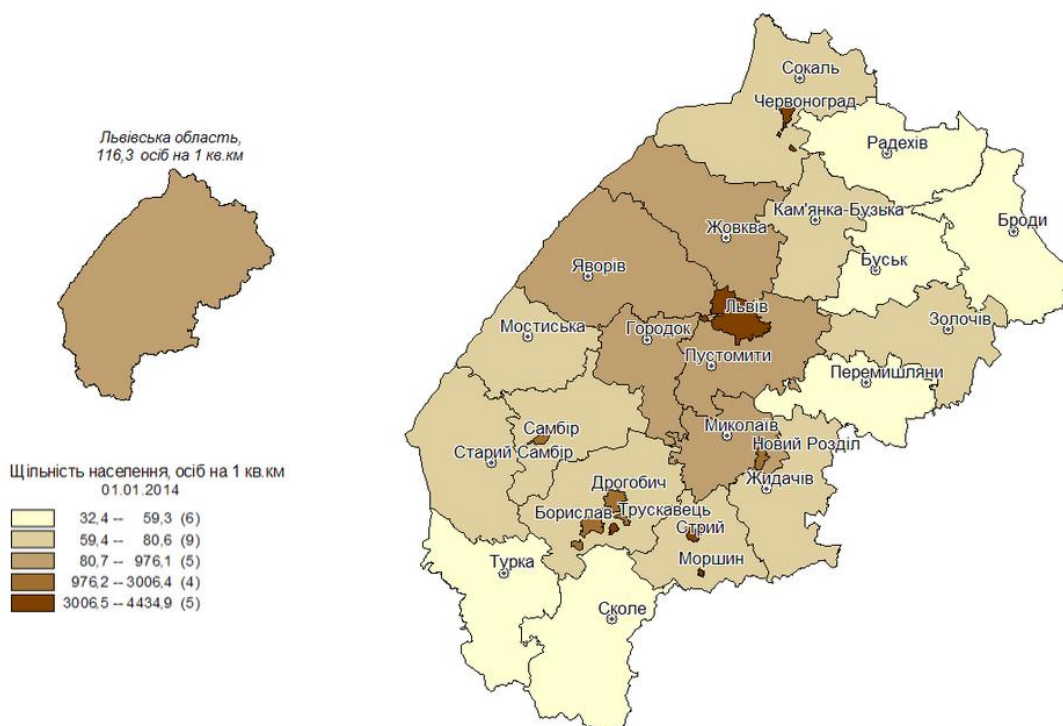 Львівська область,
116,3 осіб на 1 кв.км
Щільність населення, осіб на 1 кв.км
01.01.2014
32,4 -- 59,3 (6)
59,4 -- 80,6 (9)
80,7 -- 976,1 (5)
976,2 -- 3006,4 (4)
3006,5 -- 4434,9 (5)
Сокаль
Червоноград
Радехів
Кам'янка-Бузька
Броди
Жовква
Буськ
Яворів
Львів
Золочів
Мостиська
Городок
Пустомити
Перемишляни
Самбір
Миколаїв
Старий Самбір
Новий Розділ
Жидачів
Дрогобич
Борислав
Трускавець
Стрий
Моршин
Турка
Сколе